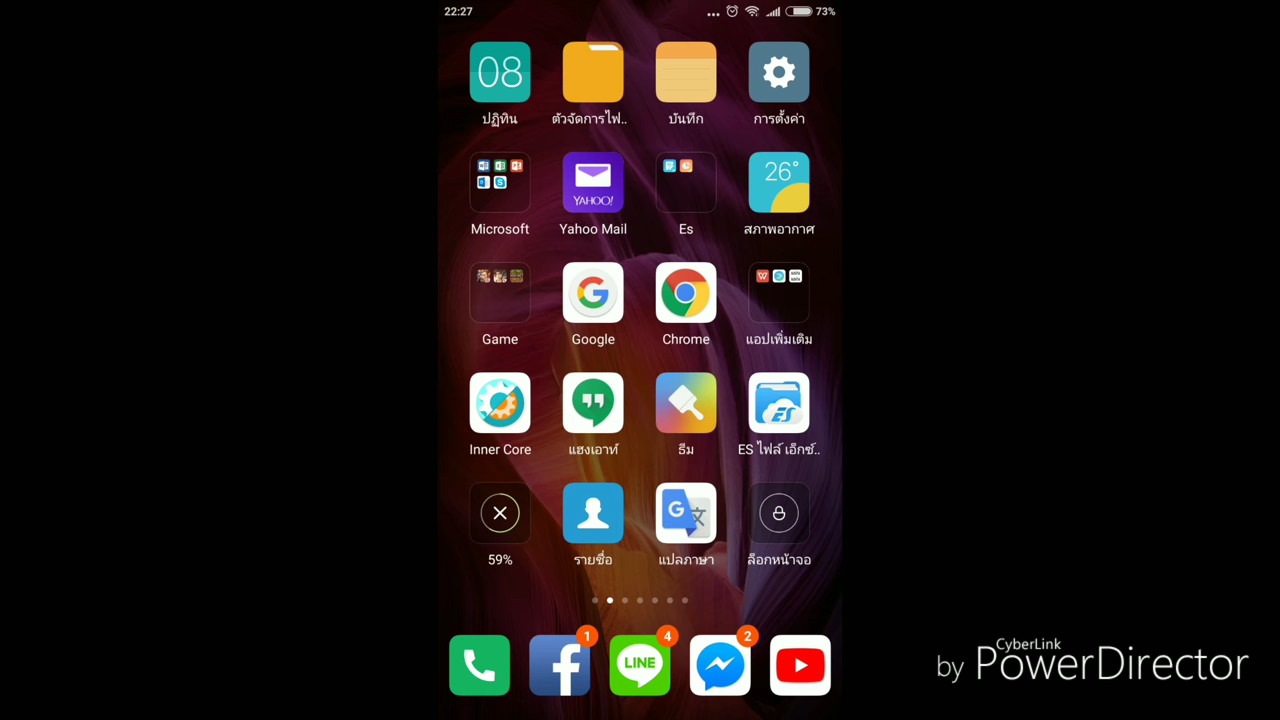 22:27
73%
08
ปฏิทิน
ตัวจัดการไฟ..
บันทึก
การตั้งค่า
YAHOO!
26°
Microsoft
Yahoo Mail
Es
สภาพอากาศ
Game
Google
Chrome
แอปเพิ่มเติม
ES
Inner Core
แฮงเอาท์
ธีม
ES ไฟล์ เอ็กซ์..
59%
รายชื่อ
แปลภาษา
ล็อกหน้าจอ
1
4
2
LINE
CyberLink
by PowerDirector